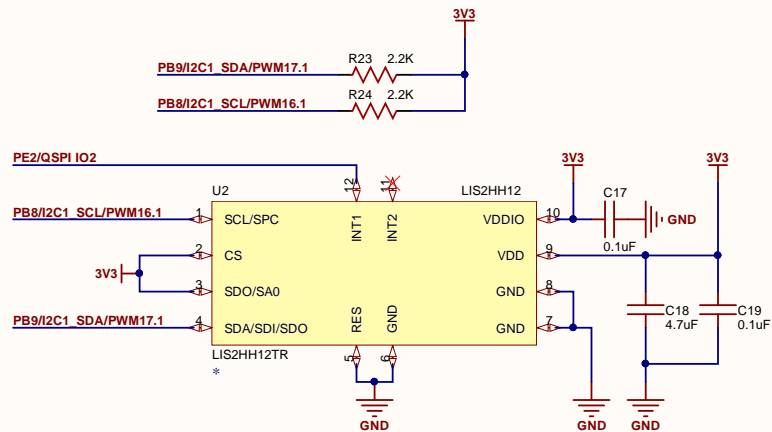 3V3
R23 2.2K
PB9/I2C1_SDA/PWM17.1
R24 2.2K
PB8/I2C1_SCL/PWM16.1
PE2/QSPI IO2
3V3
3V3
12
11
U2
LIS2HH12
C17
PB8/I2C1_SCL/PWM16.1
1
SCL/SPC
INT1
INT2
VDDIO
10
GND
0.1uF
2
CS
VDD
9
3V3
3
SDO/SA0
GND
8
PB9/I2C1_SDA/PWM17.1
4
SDA/SDI/SDO
RES
GND
GND
7
C18
4.7uF
C19
0.1uF
LIS2HH12TR
*
5
6
GND
GND
GND